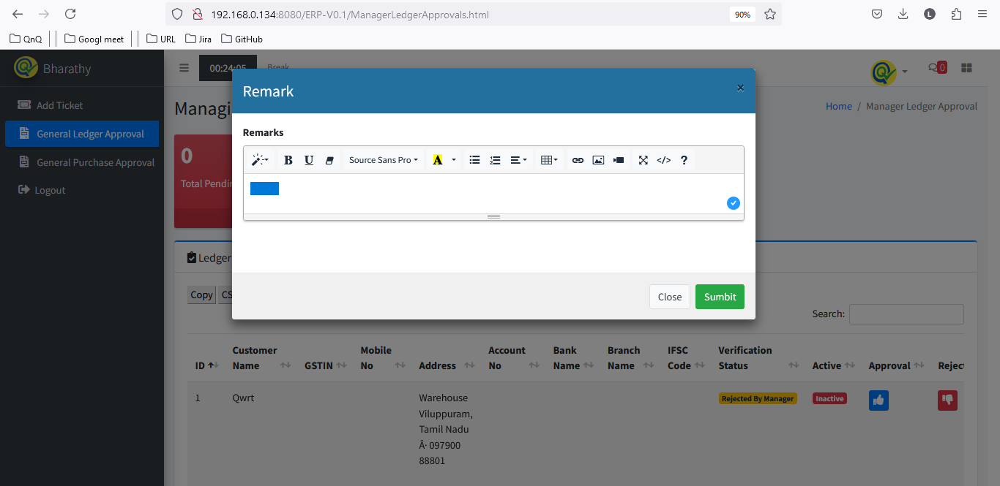 192.168.0.134:8080/ERP-V0.1/ManagerLedgerApprovals.html
90%
L
QnQ
Googl meet
URL
Jira
GitHub
Bharathy
00:24:05
Break
0
Add Ticket
General Ledger Approval
General Purchase Approval
Logout
Managi
Home / Manager Ledger Approval
0
Total Pendin
Remark
×
Remarks
B U
Source Sans Pro
A
</>
?
Close
Sumbit
Ledger
Copy
CS
Search:
ID
Customer Name
GSTIN
Mobile No
Address
Account No
Bank Name
Branch Name
IFSC Code
Verification Status
Active
Approval
Reject
1
Qwrt
Warehouse
Viluppuram,
Tamil Nadu
Â· 097900
88801
Rejected By Manager
Inactive